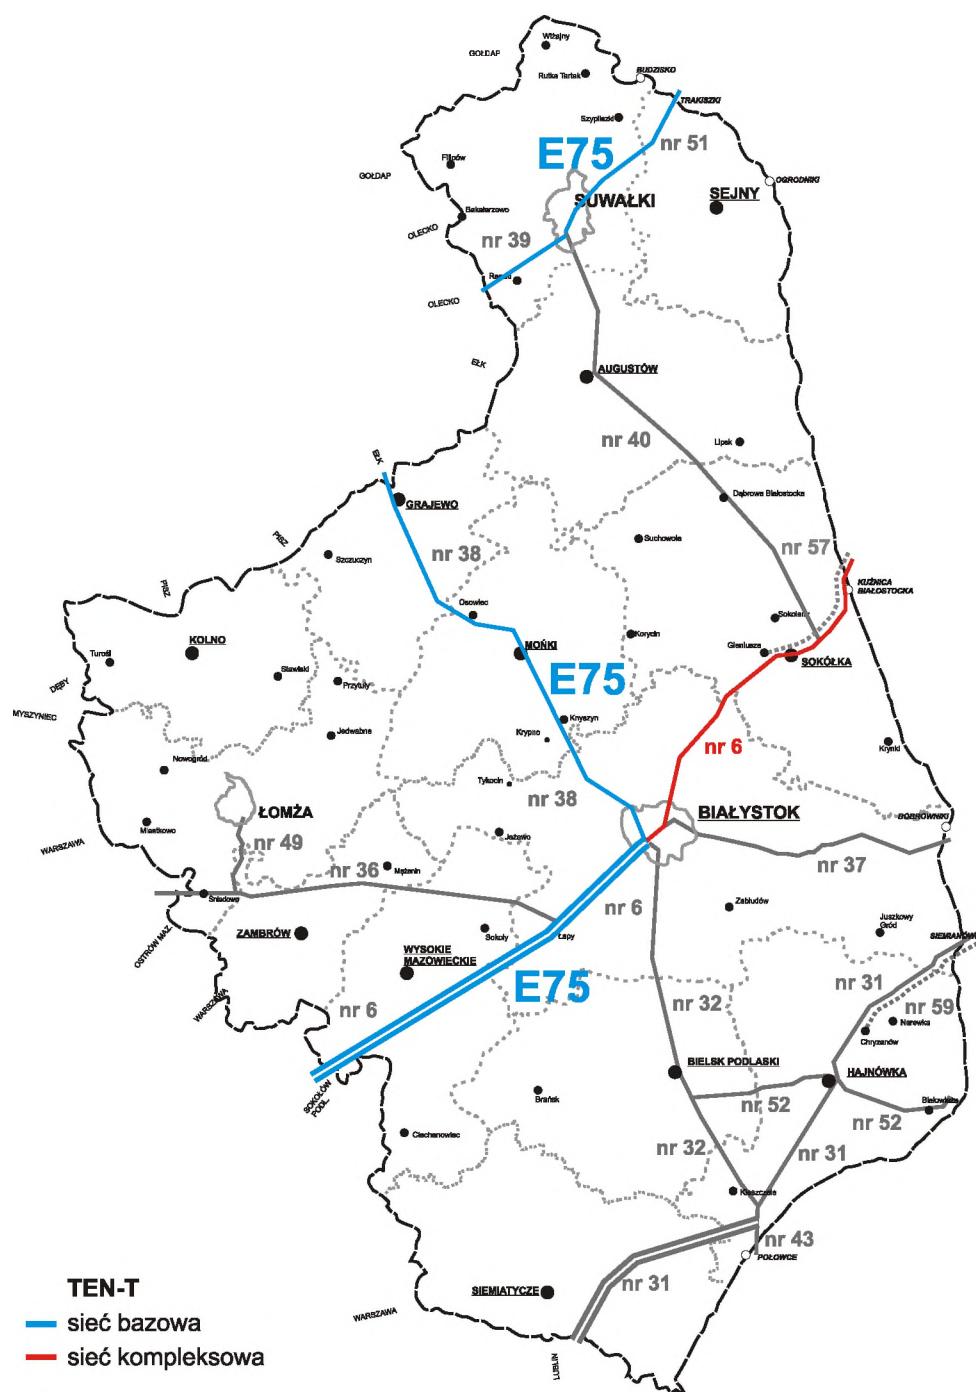 Wiżajny
GOŁDAP
Rutka Tartak
BUDZISKO
TRAKISZKI
Szypliszki
E75
nr 51
Filipów
GOŁDAP
OGRODNIKI
SUWAŁKI
SEJNY
Bakałarzewo
OLECKO
nr 39
Raczki
OLECKO
EŁK
AUGUSTÓW
nr 40
Lipsk
EŁK
GRAJEWO
Dąbrowa Białostocka
PISZ
nr 38
Suchowola
nr 57
Szczuczyn
PISZ
KUŹNICA
BIAŁOSTOCKA
Osowiec
Sokolany
Korycin
Gieniusze
KOLNO
MOŃKI
SOKÓŁKA
Turośl
Stawiski
Przytuły
DĘBY
E75
MYSZYNIEC
Knyszyn
Jedwabne
Krypno
nr 6
Krynki
Nowogród
Tykocin
nr 38
ŁOMŻA
BIAŁYSTOK
BOBROWNIKI
Miastkowo
Jeżewo
WARSZAWA
nr 49
nr 36
Mężenin
nr 37
Śniadowo
nr 6
Zabłudów
Juszkowy
Gród
ZAMBRÓW
Sokoły
Łapy
SIEMIANÓWKA
OSTRÓW MAZ.
WYSOKIE
MAZOWIECKIE
E75
nr 31
WARSZAWA
nr 6
nr 32
nr 59
Narewka
Chryzanów
BIELSK PODLASKI
HAJNÓWKA
SOKOŁÓW
PODL.
Brańsk
nr 52
nr 52
Białowieża
Ciechanowiec
nr 32
nr 31
Kleszczele
nr 43
POŁOWCE
nr 31
SIEMIATYCZE
WARSZAWA
LUBLIN
TEN-T
sieć bazowa
sieć kompleksowa